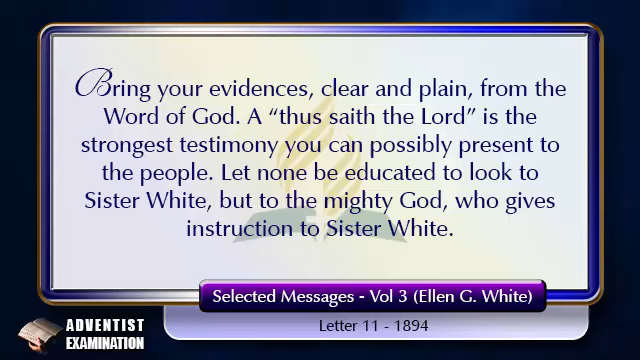 Bring your evidences, clear and plain, from the
Word of God. A “thus saith the Lord” is the
strongest testimony you can possibly present to
the people. Let none be educated to look to
Sister White, but to the mighty God, who gives
instruction to Sister White.
Selected Messages - Vol 3 (Ellen G. White)
Letter 11 - 1894
ADVENTIST
EXAMINATION